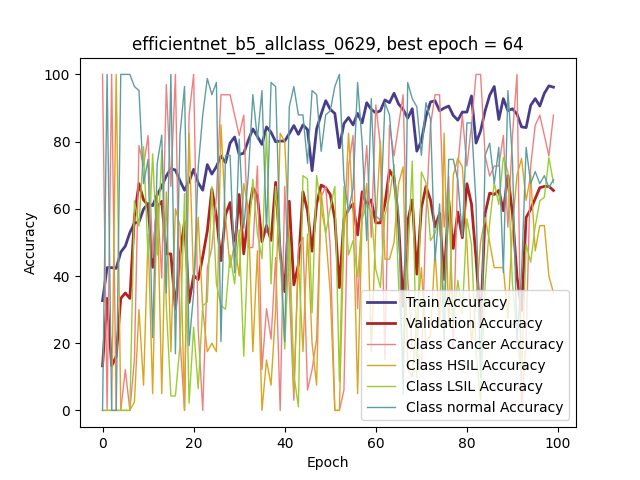 efficientnet_b5_allclass_0629, best epoch = 64
100
80
60
40
20
0
Accuracy
Train Accuracy
Validation Accuracy
Class Cancer Accuracy
Class HSIL Accuracy
Class LSIL Accuracy
Class normal Accuracy
0 20 40 60 80 100
Epoch